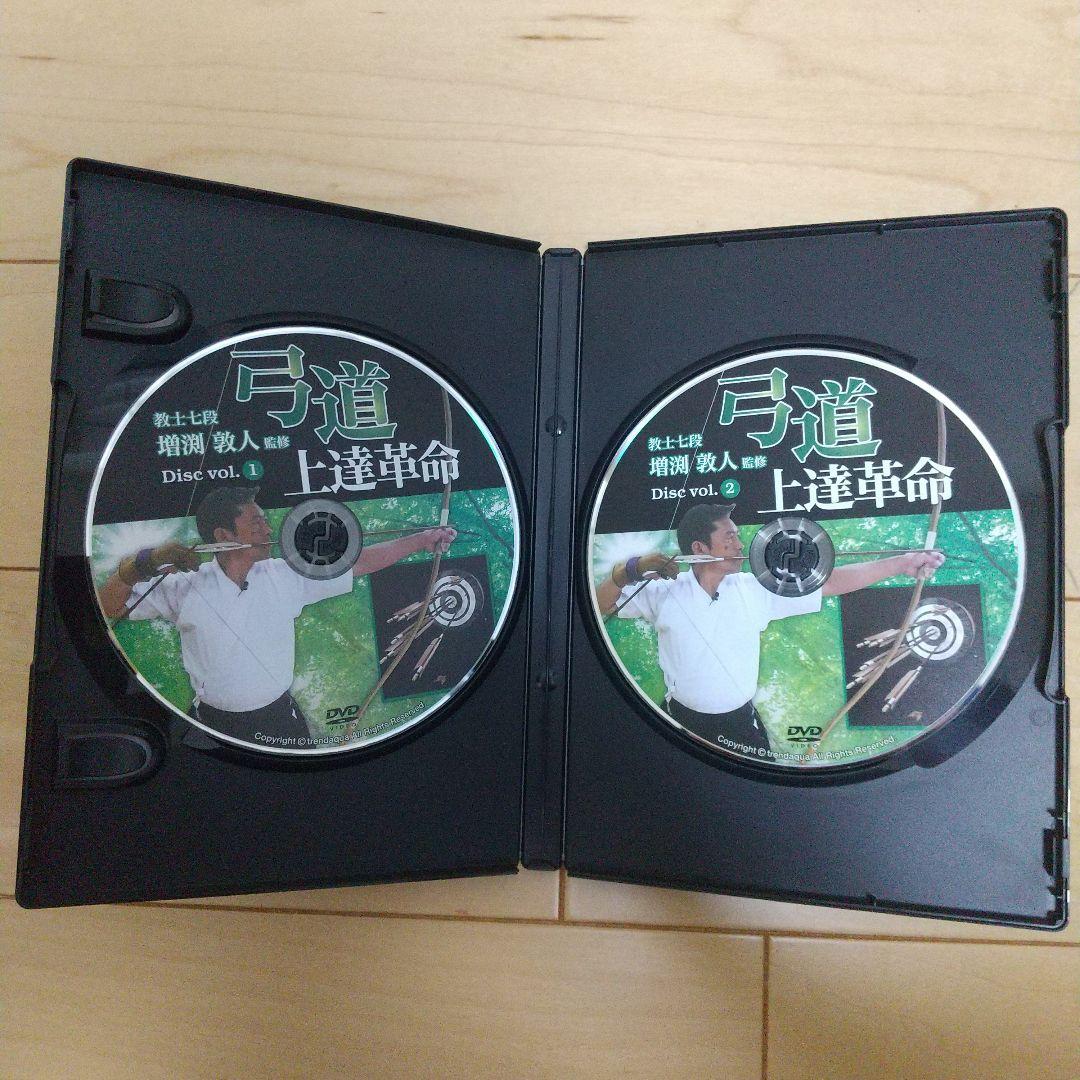 弓道
教士七段
増渕 敦人 監修
上達革命
Disc vol. 1
DVD
VIDEO
Copyright © trendaqua All Rights Reserved
弓道
教士七段
増渕 敦人 監修
上達革命
Disc vol. 2
DVD
VIDEO
Copyright © trendaqua All Rights Reserved